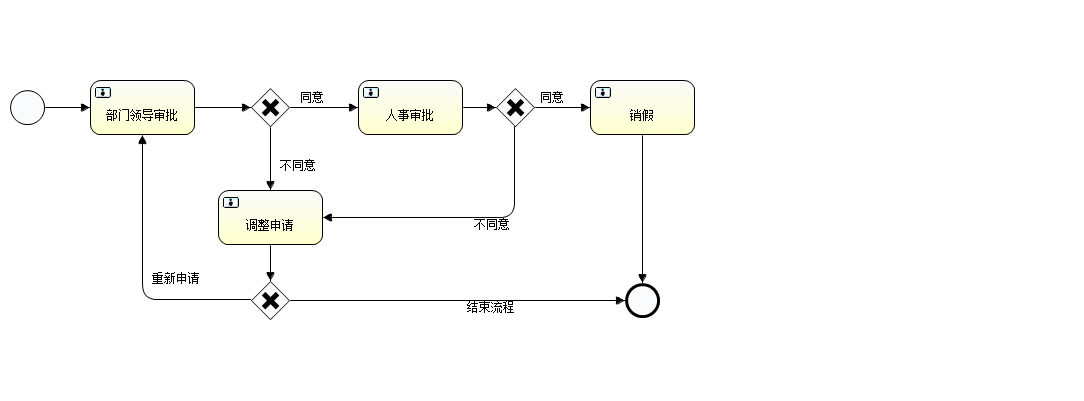 同意
同意
部门领导审批
人事审批
销假
不同意
调整申请
不同意
重新申请
结束流程